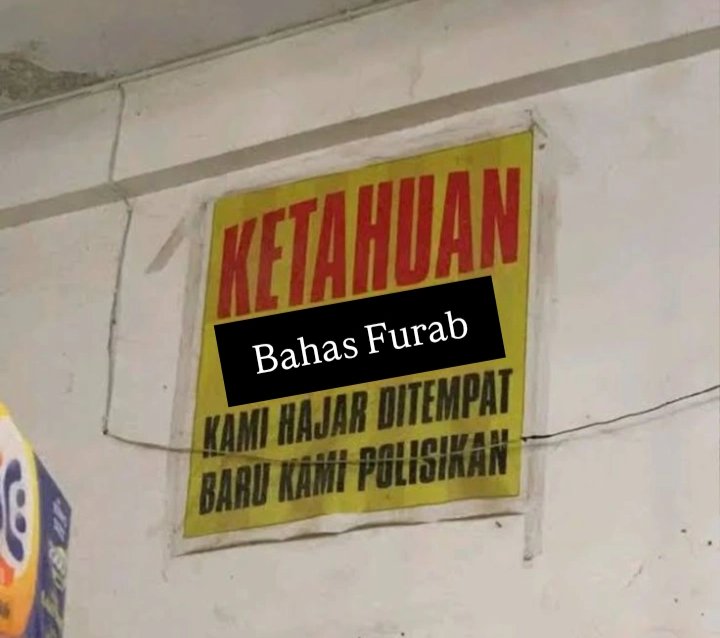 KETAHUAN
Bahas Furab
KAMI HAJAR DITEMPAT
BARU KAMI POLISIKAN